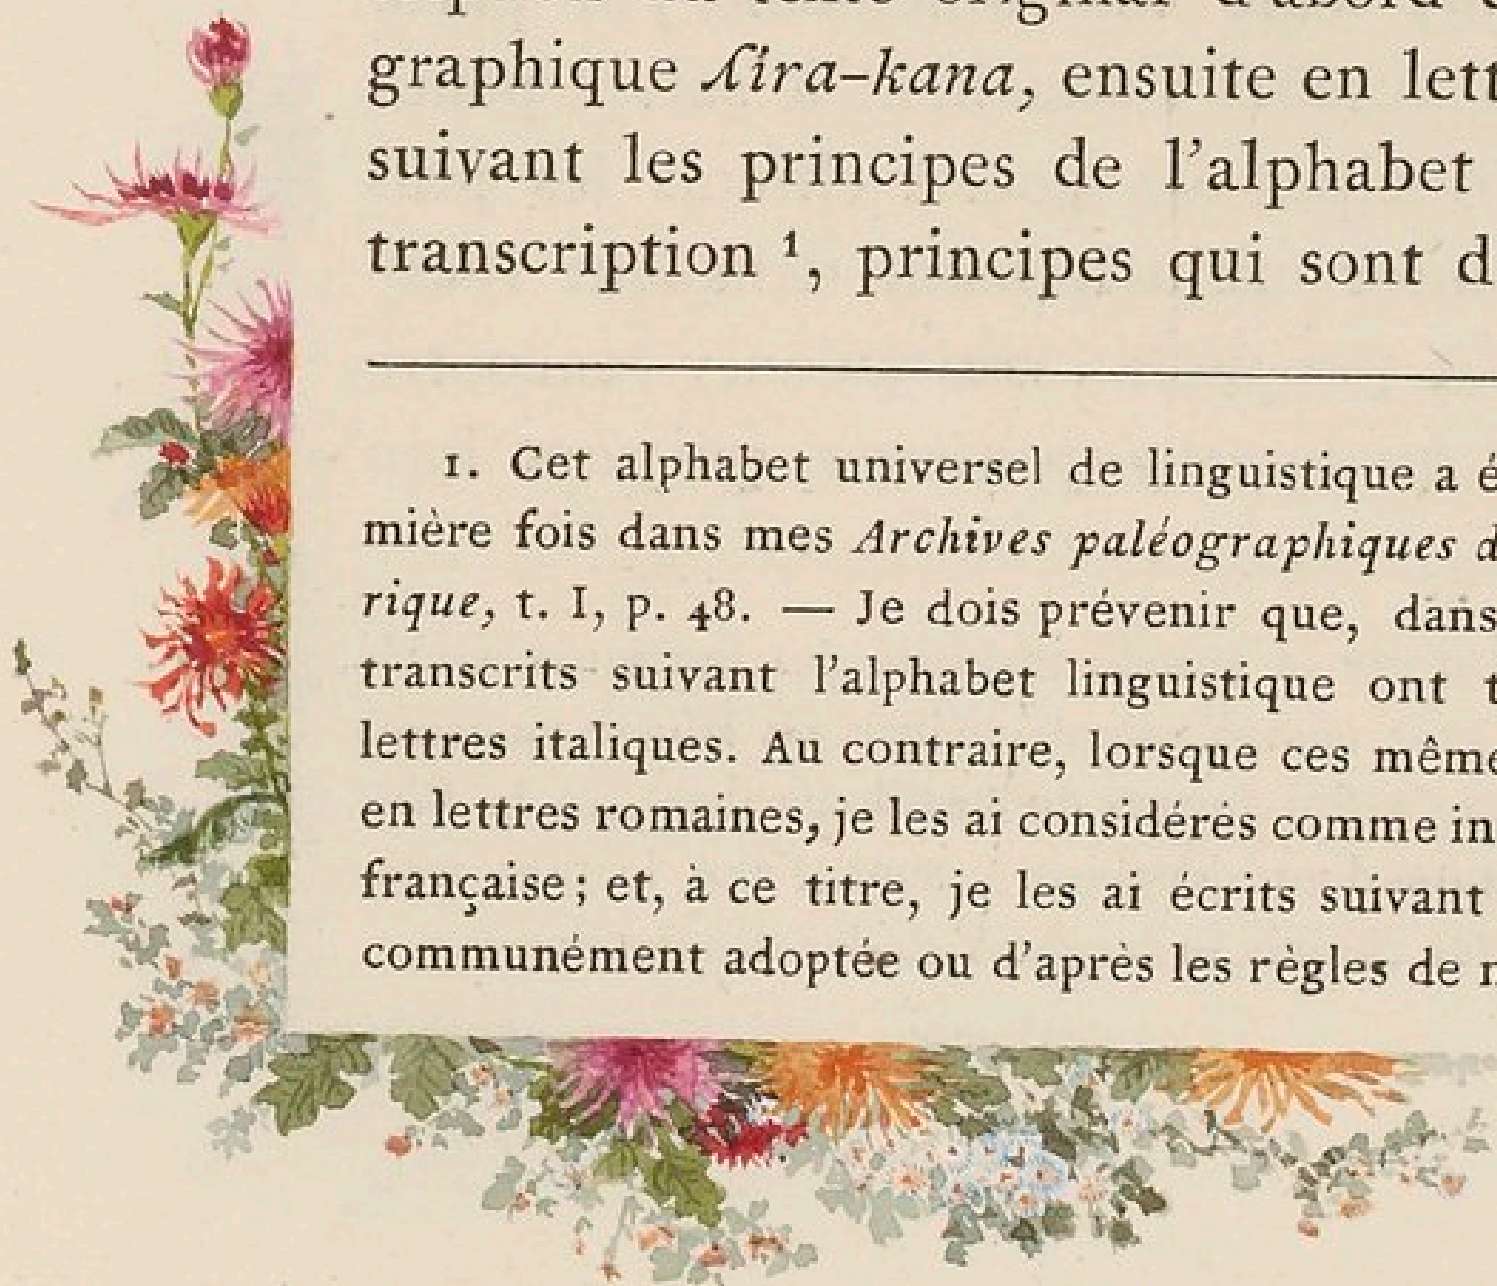 graphique ɦira-kana, ensuite en lett
suivant les principes de l'alphabet
transcription ¹, principes qui sont d
1. Cet alphabet universel de linguistique a é
mière fois dans mes Archives paléographiques d
rique, t. I, p. 48. — Je dois prévenir que, dans
transcrits suivant l'alphabet linguistique ont t
lettres italiques. Au contraire, lorsque ces même
en lettres romaines, je les ai considérés comme in
française; et, à ce titre, je les ai écrits suivant
communément adoptée ou d'après les règles de